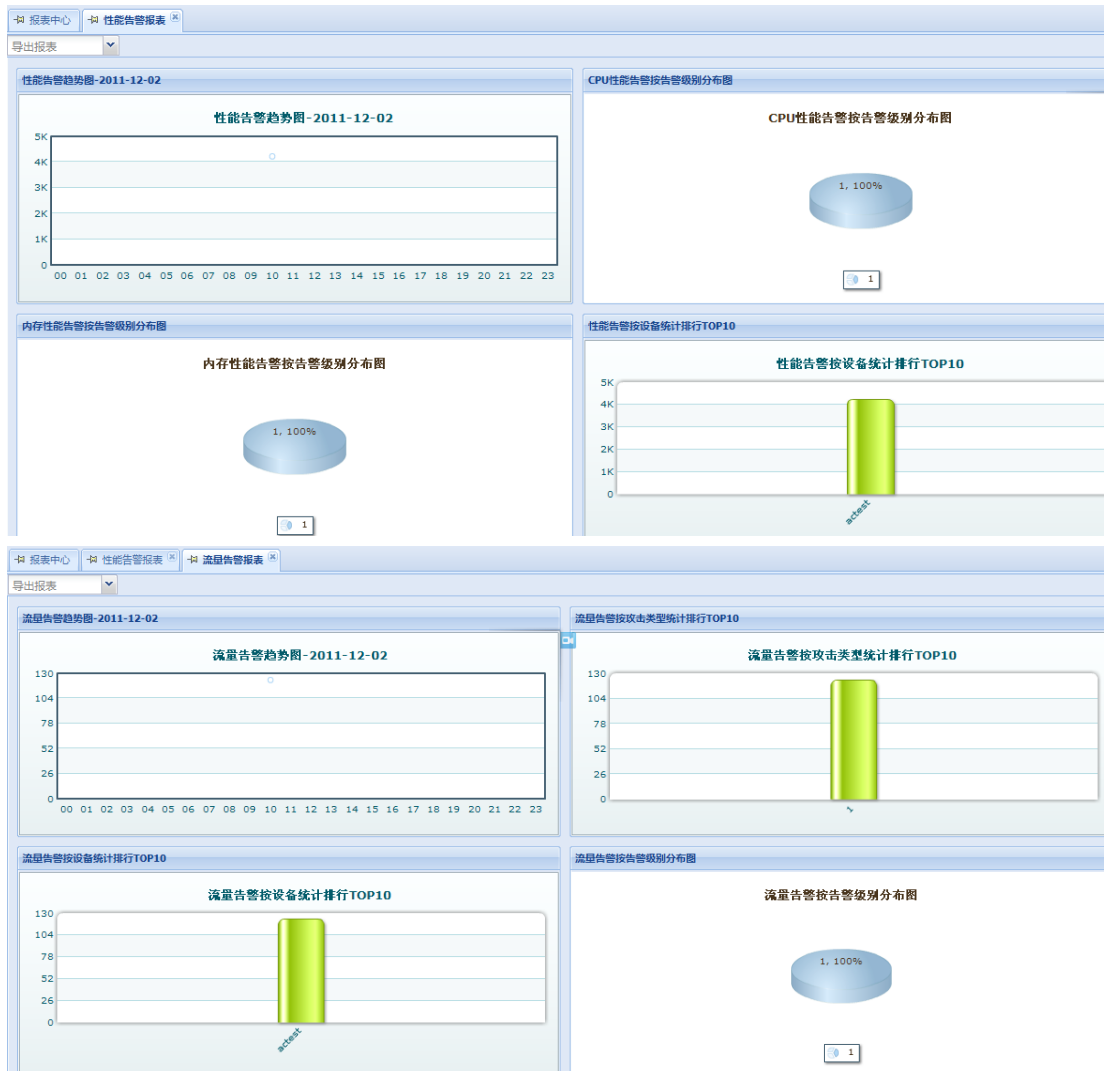 报表中心 性能告警报表
导出报表
性能告警趋势图-2011-12-02
性能告警趋势图-2011-12-02
5K
4K
3K
2K
1K
0
00 01 02 03 04 05 06 07 08 09 10 11 12 13 14 15 16 17 18 19 20 21 22 23
CPU性能告警按告警级别分布图
CPU性能告警按告警级别分布图
1, 100%
1
内存性能告警按告警级别分布图
内存性能告警按告警级别分布图
1, 100%
1
性能告警按设备统计排行TOP10
性能告警按设备统计排行TOP10
5K
4K
3K
2K
1K
0
actest
报表中心 性能告警报表 流量告警报表
导出报表
流量告警趋势图-2011-12-02
流量告警趋势图-2011-12-02
130
104
78
52
26
0
00 01 02 03 04 05 06 07 08 09 10 11 12 13 14 15 16 17 18 19 20 21 22 23
流量告警按攻击类型统计排行TOP10
流量告警按攻击类型统计排行TOP10
130
104
78
52
26
0
1
流量告警按设备统计排行TOP10
流量告警按设备统计排行TOP10
130
104
78
52
26
0
actest
流量告警按告警级别分布图
流量告警按告警级别分布图
1, 100%
1